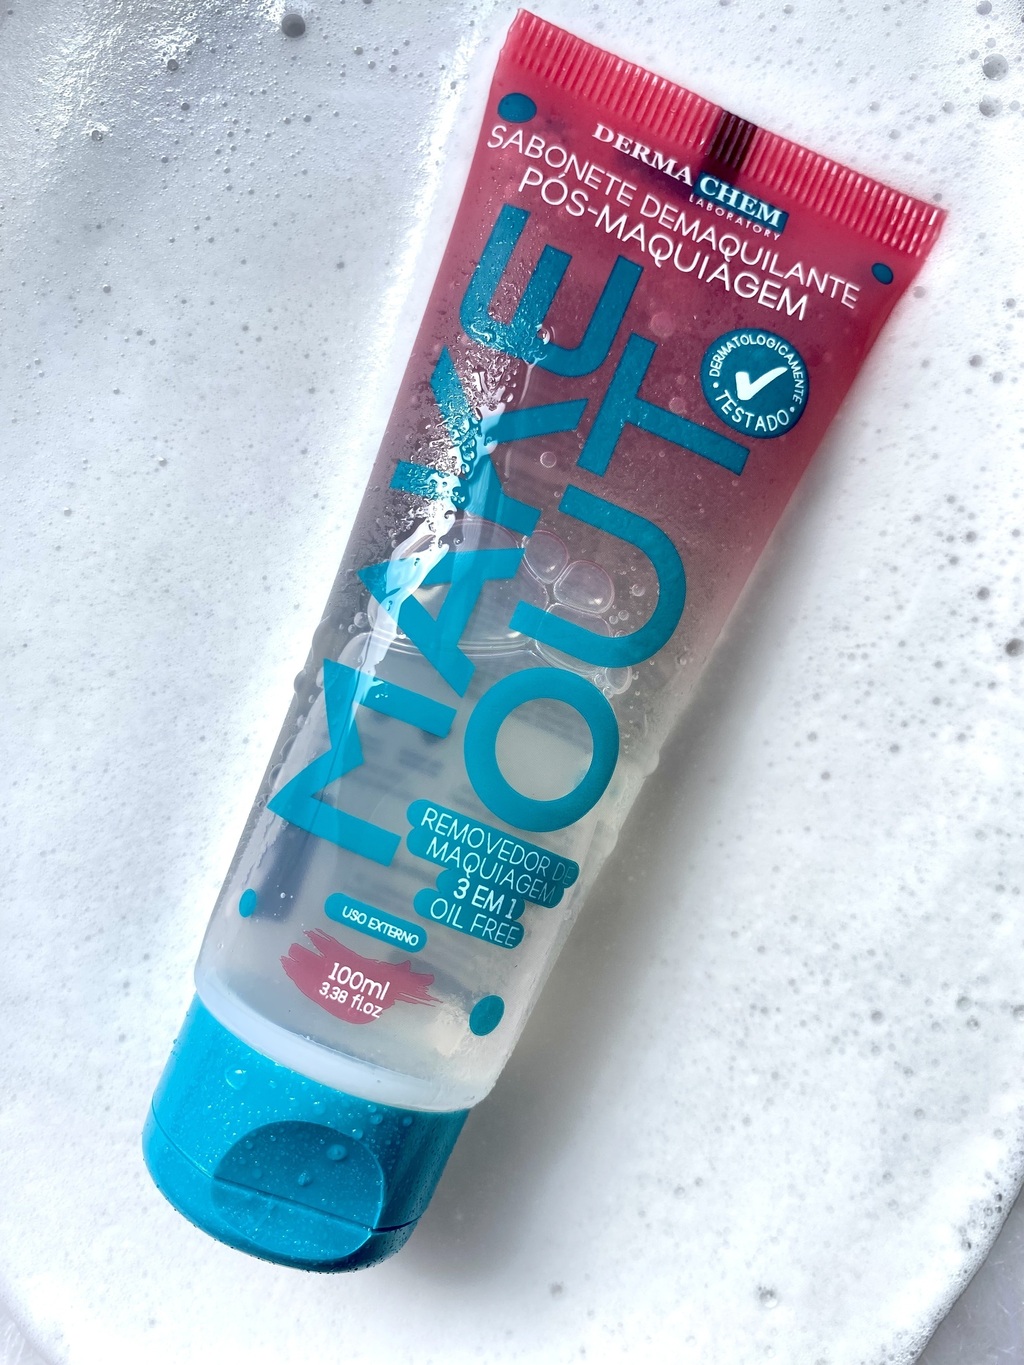 DERMA CHEM
LABORATORY
SABONETE DEMAQUILANTE
PÓS-MAQUIAGEM
DERMATOLOGICAMENTE
TESTADO
MAKE
OUT
REMOVEDOR DE
MAQUIAGEM
3 EM 1
OIL FREE
USO EXTERNO
100ml
3,38 fl.oz